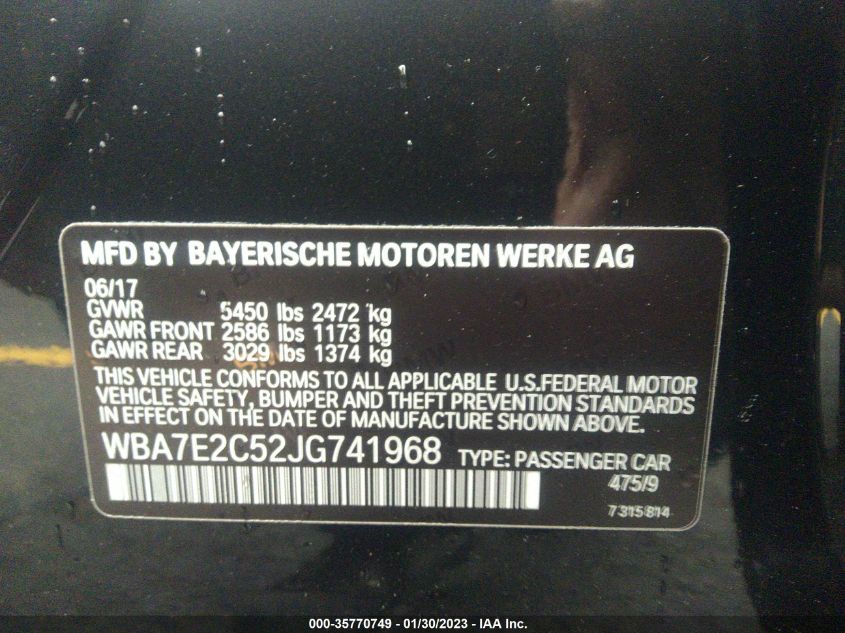 MFD BY BAYERISCHE MOTOREN WERKE AG
06/17
GVWR 5450 lbs 2472 kg
GAWR FRONT 2586 lbs 1173 kg
GAWR REAR 3029 lbs 1374 kg
THIS VEHICLE CONFORMS TO ALL APPLICABLE U.S.FEDERAL MOTOR
VEHICLE SAFETY, BUMPER AND THEFT PREVENTION STANDARDS
IN EFFECT ON THE DATE OF MANUFACTURE SHOWN ABOVE.
WBA7E2C52JG741968 TYPE: PASSENGER CAR
475/9
7315814
000-35770749 — 01/30/2023 - IAA Inc.